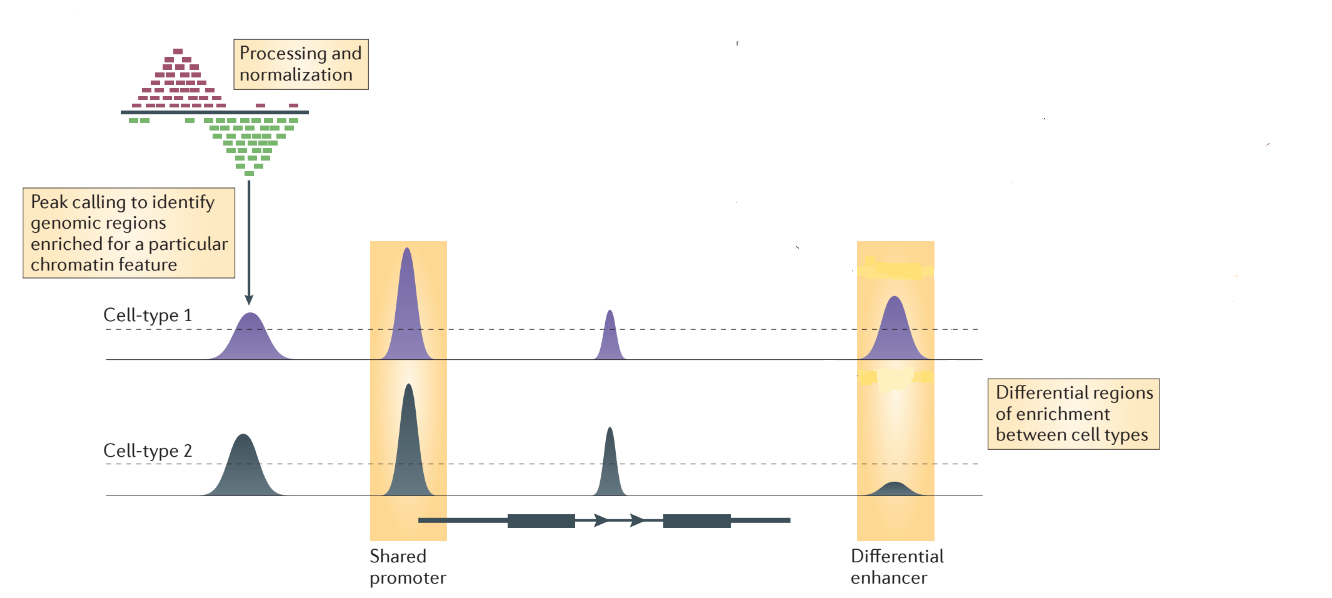 Processing and
normalization
Peak calling to identify
genomic regions
enriched for a particular
chromatin feature
Cell-type 1
Cell-type 2
Differential regions
of enrichment
between cell types
Shared
promoter
Differential
enhancer